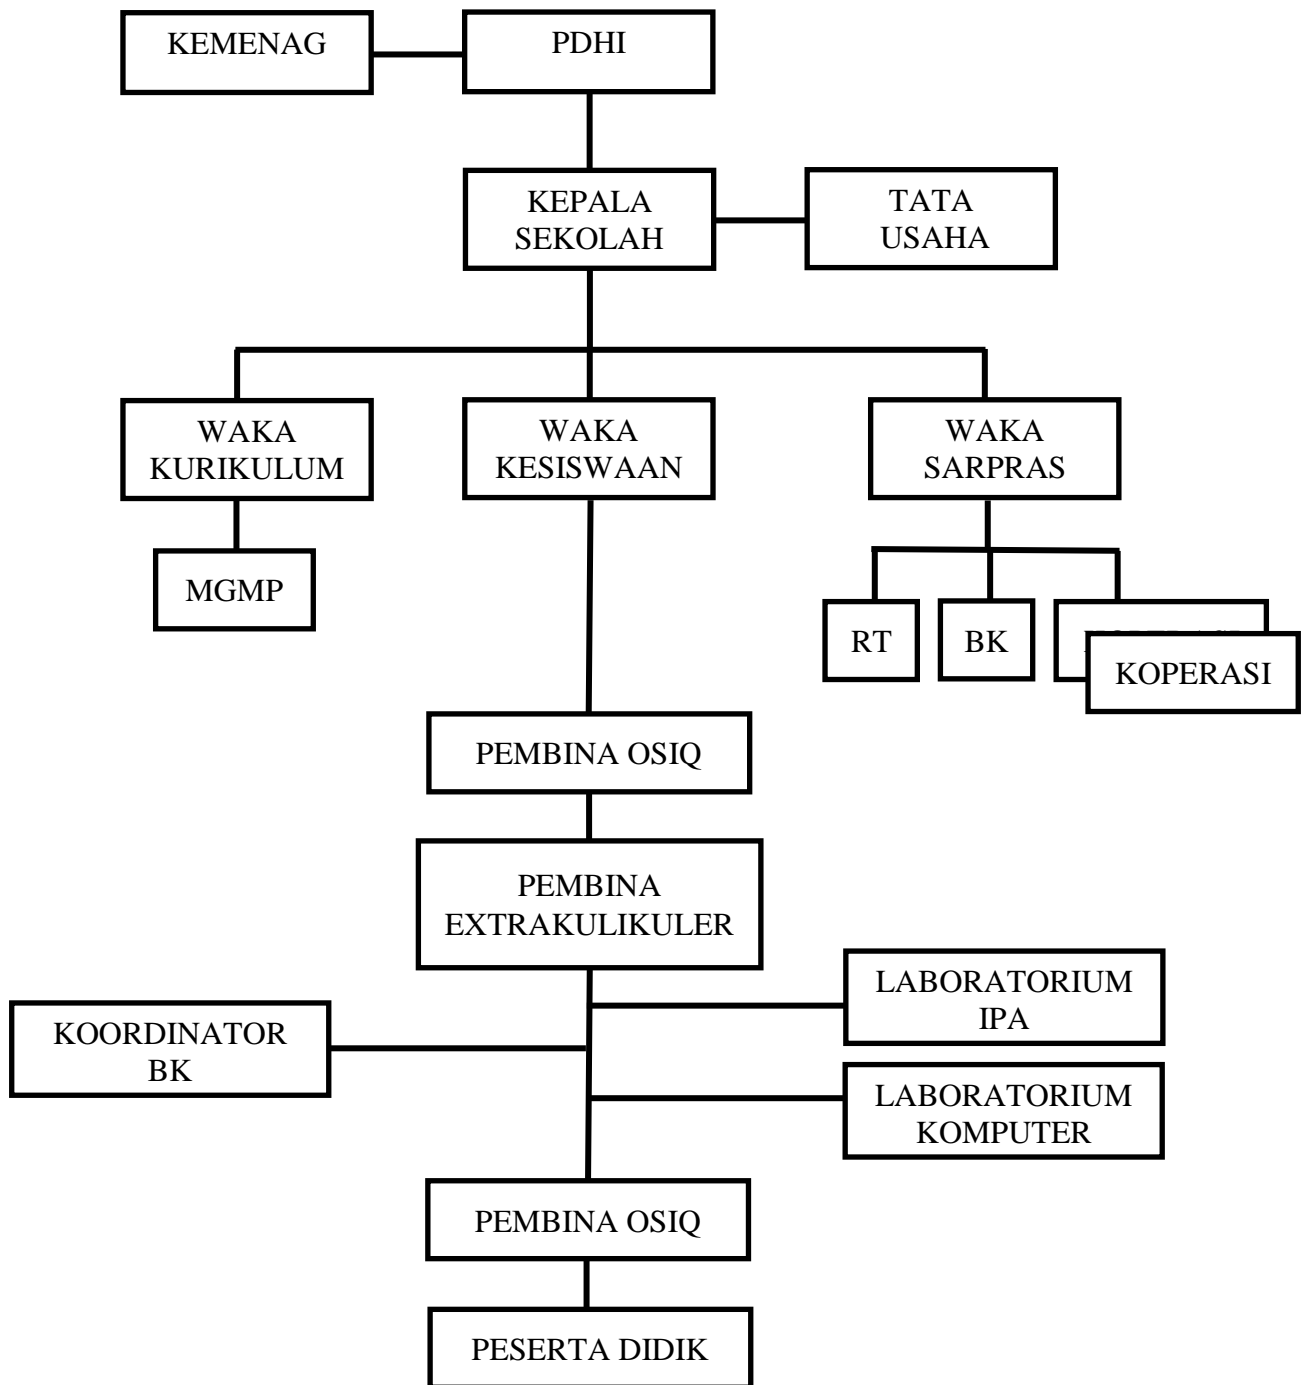 KEMENAG
PDHI
KEPALA
SEKOLAH
TATA
USAHA
WAKA
KURIKULUM
WAKA
KESISWAAN
WAKA
SARPRAS
MGMP
RT
BK
KOPERASI
PEMBINA OSIQ
PEMBINA
EXTRAKULIKULER
LABORATORIUM
IPA
KOORDINATOR
BK
LABORATORIUM
KOMPUTER
PEMBINA OSIQ
PESERTA DIDIK